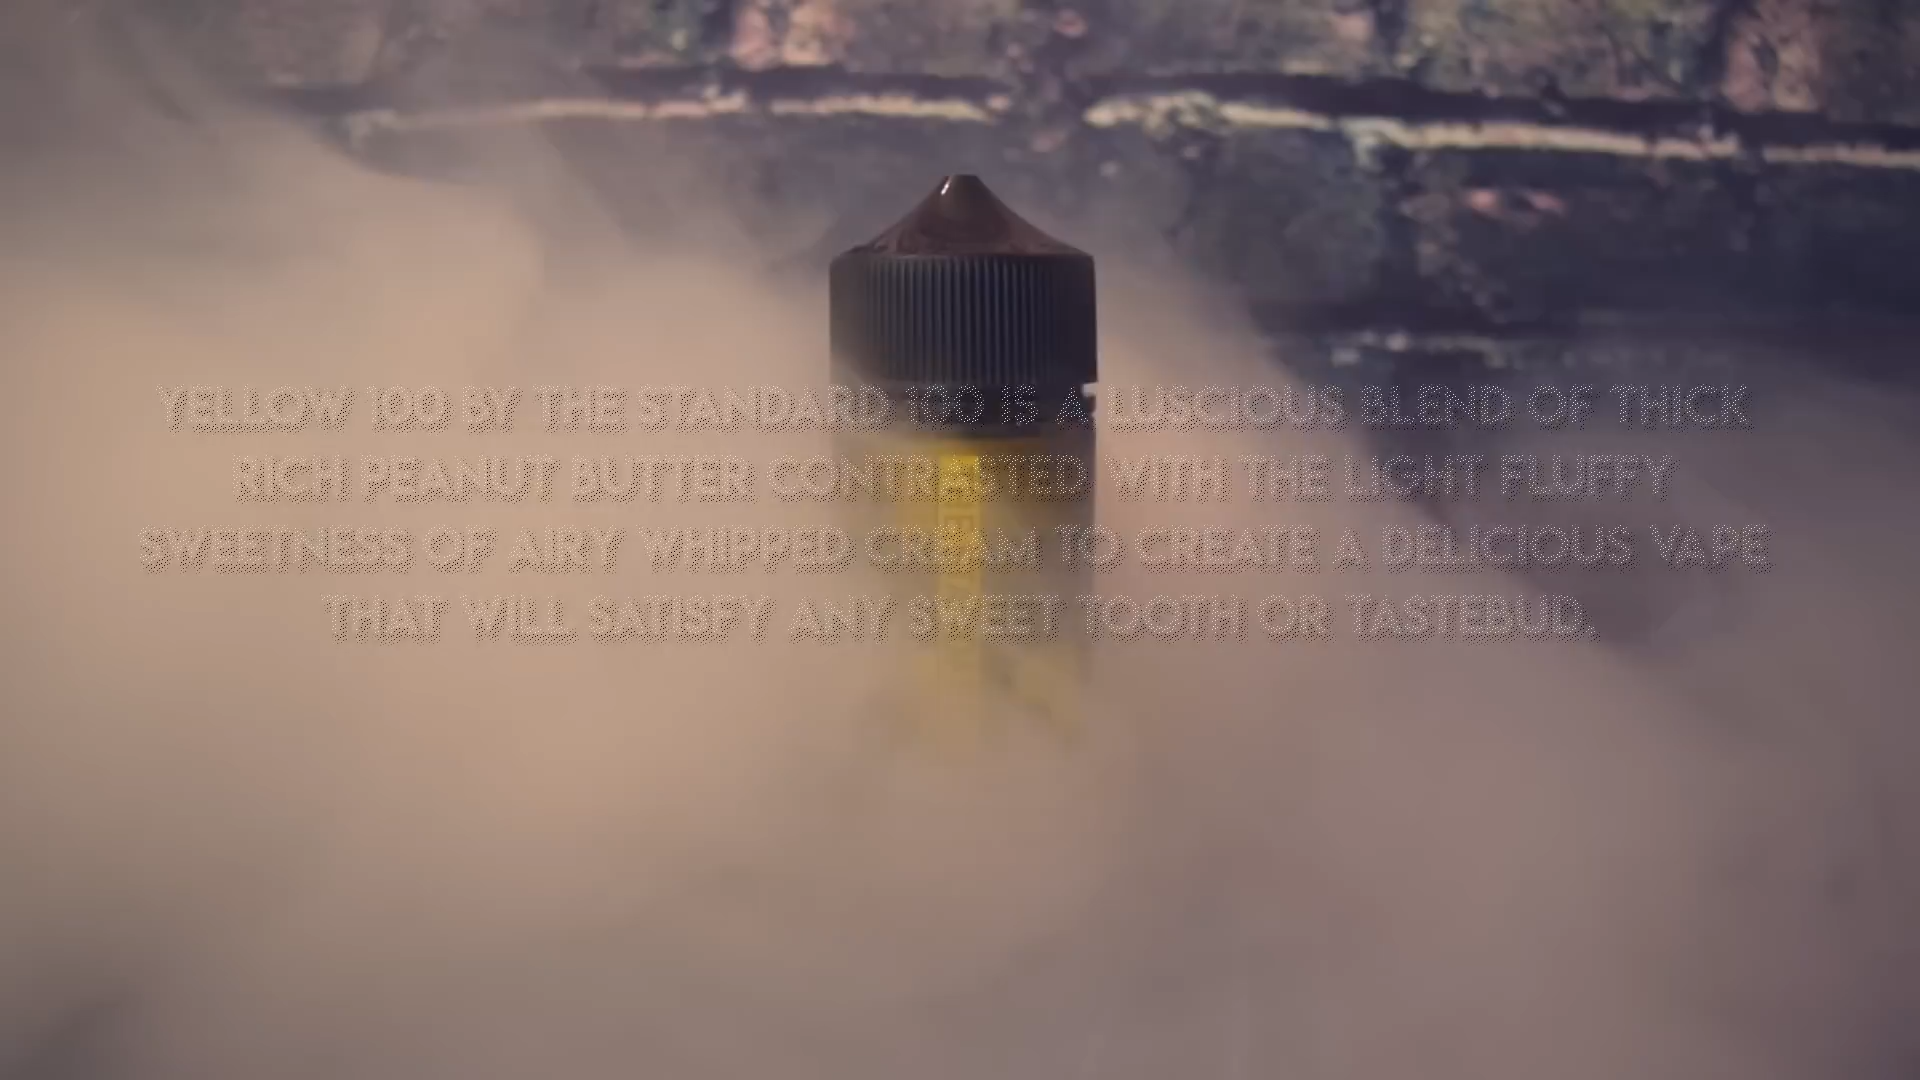 YELLOW 100 BY THE STANDARD 100 IS A LUSCIOUS BLEND OF THICK
RICH PEANUT BUTTER CONTRASTED WITH THE LIGHT FLUFFY
SWEETNESS OF AIRY WHIPPED CREAM TO CREATE A DELICIOUS VAPE
THAT WILL SATISFY ANY SWEET TOOTH OR TASTEBUD.